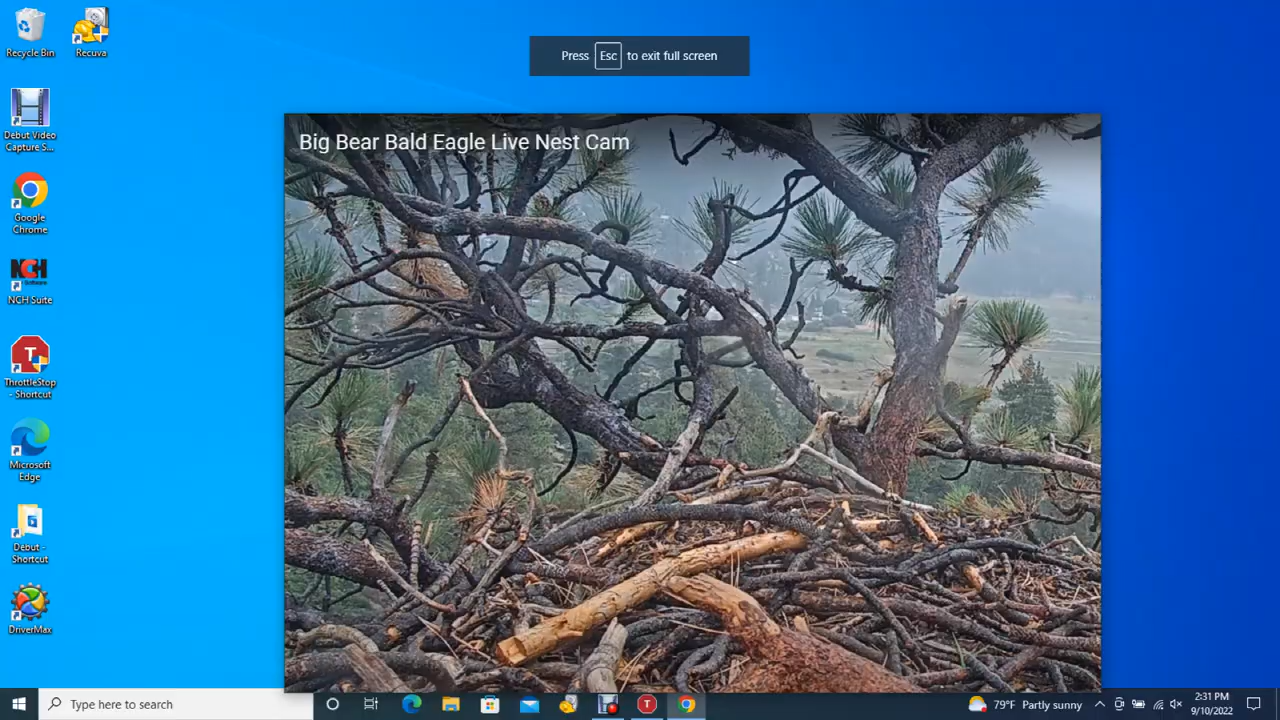 Recycle Bin
Recuva
Debut Video
Capture S...
Google
Chrome
NCH
Software
NCH Suite
T
ThrottleStop
- Shortcut
Microsoft
Edge
Debut -
Shortcut
DriverMax
Press Esc to exit full screen
Big Bear Bald Eagle Live Nest Cam
Type here to search
T
79°F Partly sunny
2:31 PM
9/10/2022